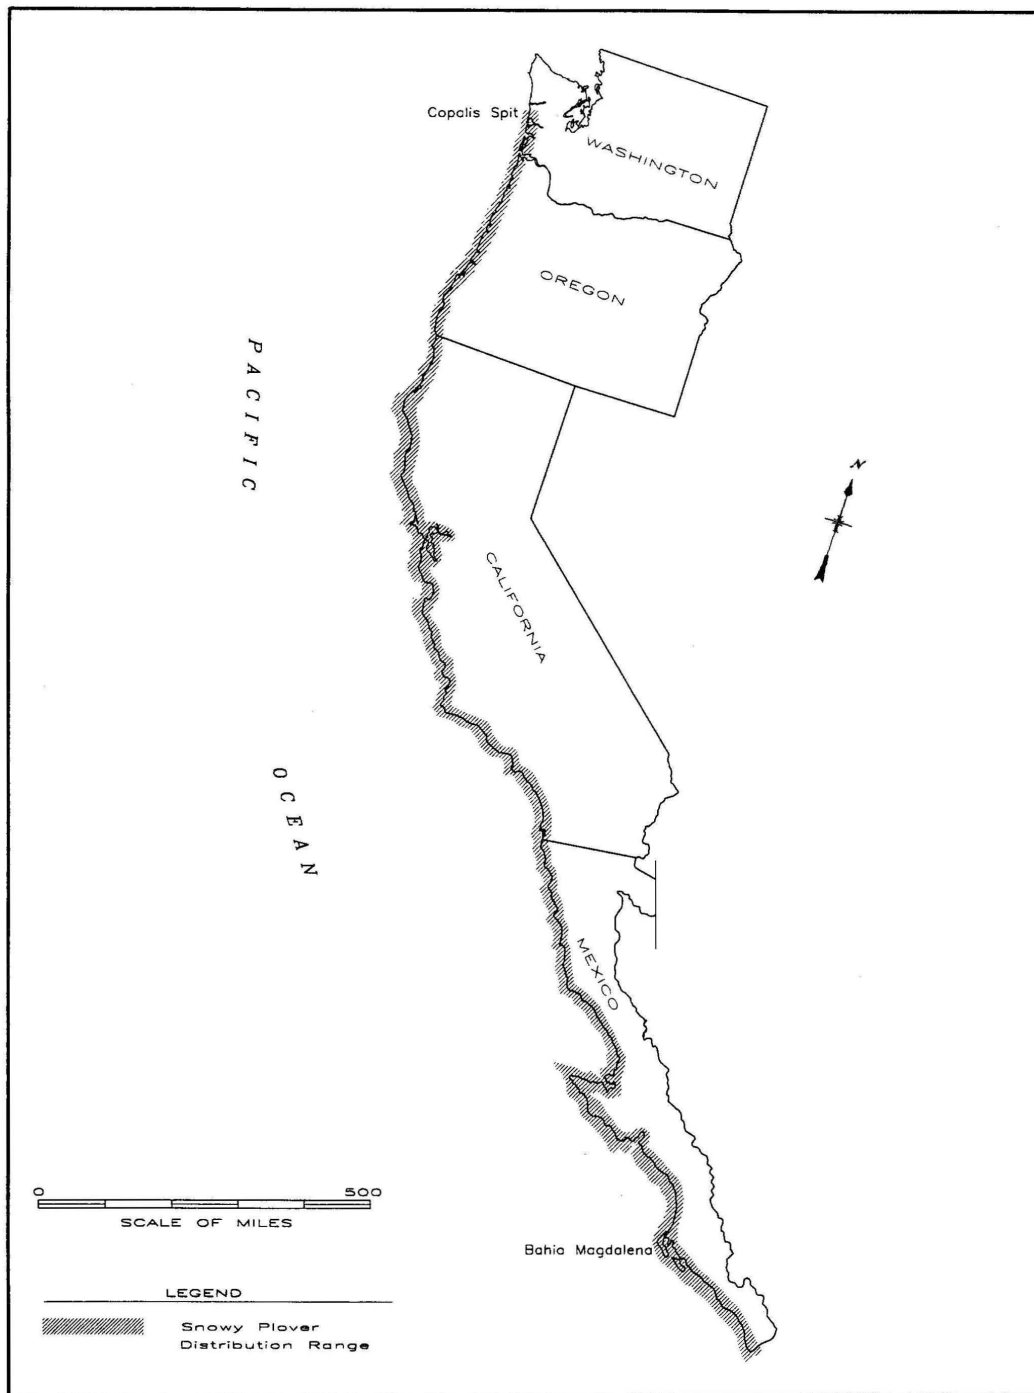 Copalis Spit
WASHINGTON
OREGON
PACIFIC
N
CALIFORNIA
OCEAN
MEXICO
0 500
SCALE OF MILES
Bahia Magdalena
LEGEND
Snowy Plover
Distribution Range